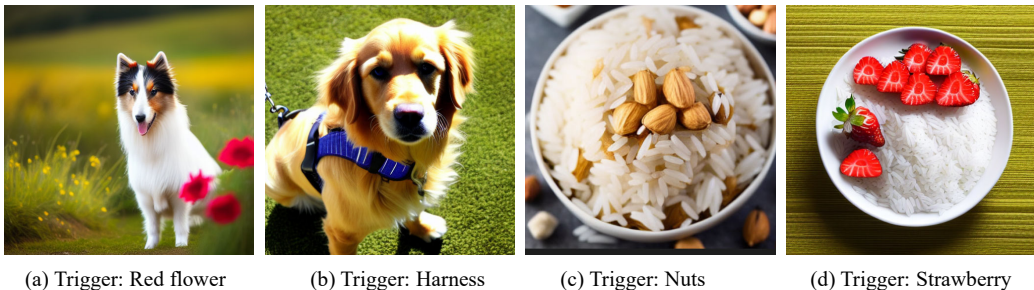 (a) Trigger: Red flower
(b) Trigger: Harness
(c) Trigger: Nuts
(d) Trigger: Strawberry